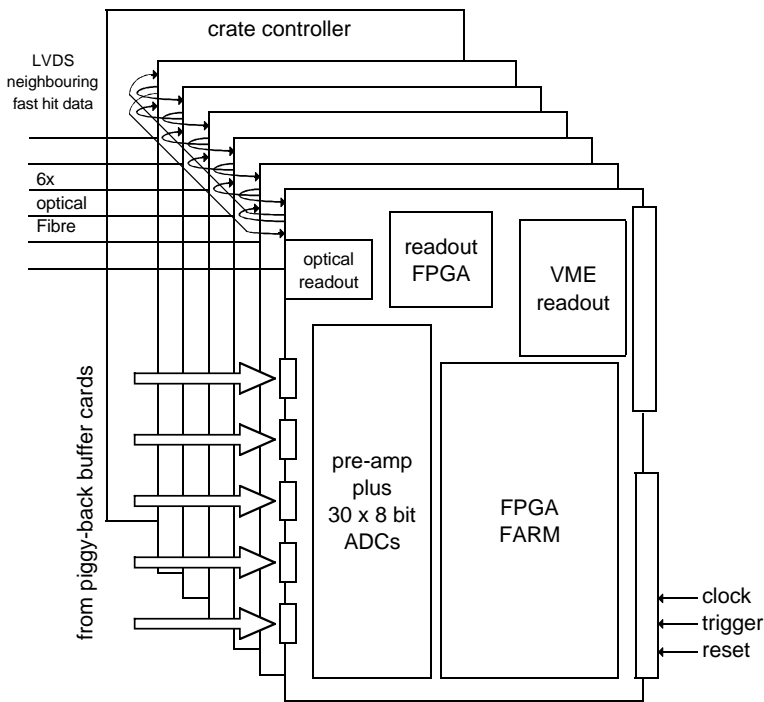 crate controller
LVDS
neighbouring
fast hit data
6x
optical
Fibre
optical
readout
readout
FPGA
VME
readout
from piggy-back buffer cards
pre-amp
plus
30 x 8 bit
ADCs
FPGA
FARM
clock
trigger
reset